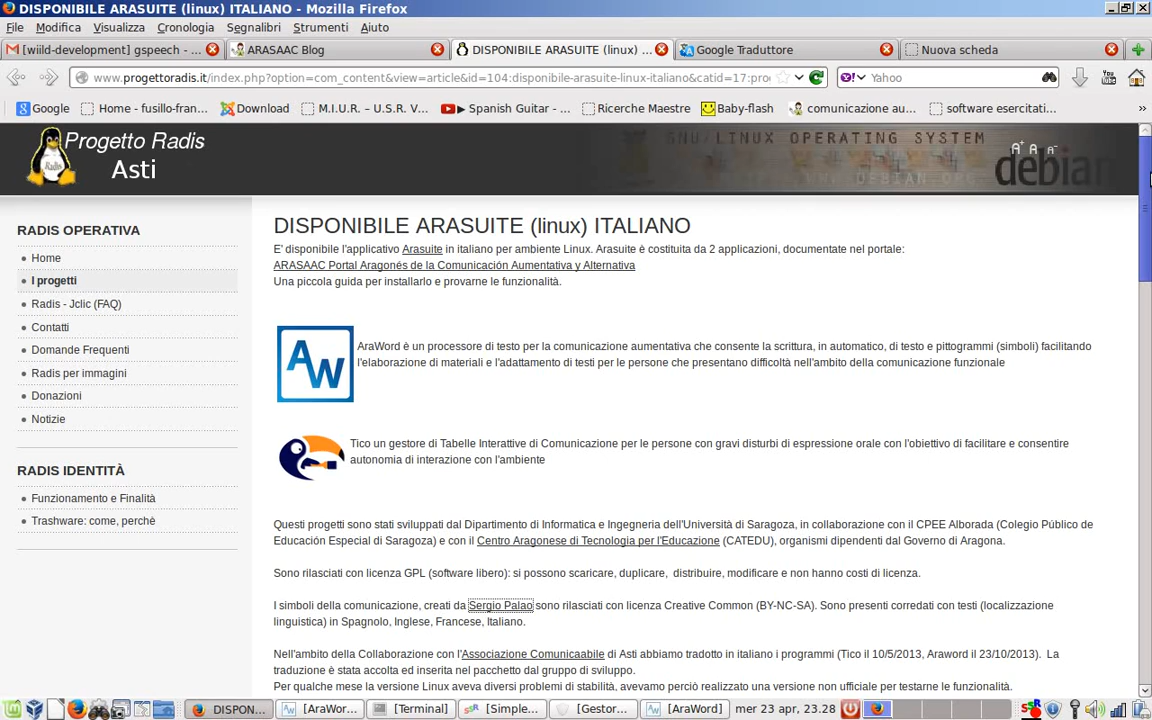 DISPONIBILE ARASUITE (linux) ITALIANO - Mozilla Firefox
File Modifica Visualizza Cronologia Segnalibri Strumenti Aiuto
[wiild-development] gspeech - ... ARASAAC Blog DISPONIBILE ARASUITE (linux) ... Google Traduttore Nuova scheda
www.progettoradis.it/index.php?option=com_content&view=article&id=104:disponibile-arasuite-linux-italiano&catid=17:pro Yahoo
Google Home - fusillo-fran... Download M.I.U.R. – U.S.R. V... Spanish Guitar - ... Ricerche Maestre Baby-flash comunicazione au... software esercitati... »
Progetto Radis
Asti
GNU/LINUX OPERATING SYSTEM
debian
A+ A A-
RADIS OPERATIVA
Home
I progetti
Radis - Jclic (FAQ)
Contatti
Domande Frequenti
Radis per immagini
Donazioni
Notizie
RADIS IDENTITÀ
Funzionamento e Finalità
Trashware: come, perchè
DISPONIBILE ARASUITE (linux) ITALIANO
E' disponibile l'applicativo Arasuite in italiano per ambiente Linux. Arasuite è costituita da 2 applicazioni, documentate nel portale:
ARASAAC Portal Aragonés de la Comunicación Aumentativa y Alternativa
Una piccola guida per installarlo e provarne le funzionalità.
AW
AraWord è un processore di testo per la comunicazione aumentativa che consente la scrittura, in automatico, di testo e pittogrammi (simboli) facilitando
l'elaborazione di materiali e l'adattamento di testi per le persone che presentano difficoltà nell'ambito della comunicazione funzionale
Tico un gestore di Tabelle Interattive di Comunicazione per le persone con gravi disturbi di espressione orale con l'obiettivo di facilitare e consentire
autonomia di interazione con l'ambiente
Questi progetti sono stati sviluppati dal Dipartimento di Informatica e Ingegneria dell'Università di Saragoza, in collaborazione con il CPEE Alborada (Colegio Público de
Educación Especial di Saragoza) e con il Centro Aragonese di Tecnologia per l'Educazione (CATEDU), organismi dipendenti dal Governo di Aragona.
Sono rilasciati con licenza GPL (software libero): si possono scaricare, duplicare, distribuire, modificare e non hanno costi di licenza.
I simboli della comunicazione, creati da Sergio Palao sono rilasciati con licenza Creative Common (BY-NC-SA). Sono presenti corredati con testi (localizzazione
linguistica) in Spagnolo, Inglese, Francese, Italiano.
Nell'ambito della Collaborazione con l'Associazione Comunicaabile di Asti abbiamo tradotto in italiano i programmi (Tico il 10/5/2013, Araword il 23/10/2013). La
traduzione è stata accolta ed inserita nel pacchetto dal gruppo di sviluppo.
Per qualche mese la versione Linux aveva diversi problemi di stabilità, avevamo perciò realizzato una versione non ufficiale per testarne le funzionalità.
DISPON... [AraWor... [Terminal] [Simple... [Gestor... [AraWord] mer 23 apr, 23.28